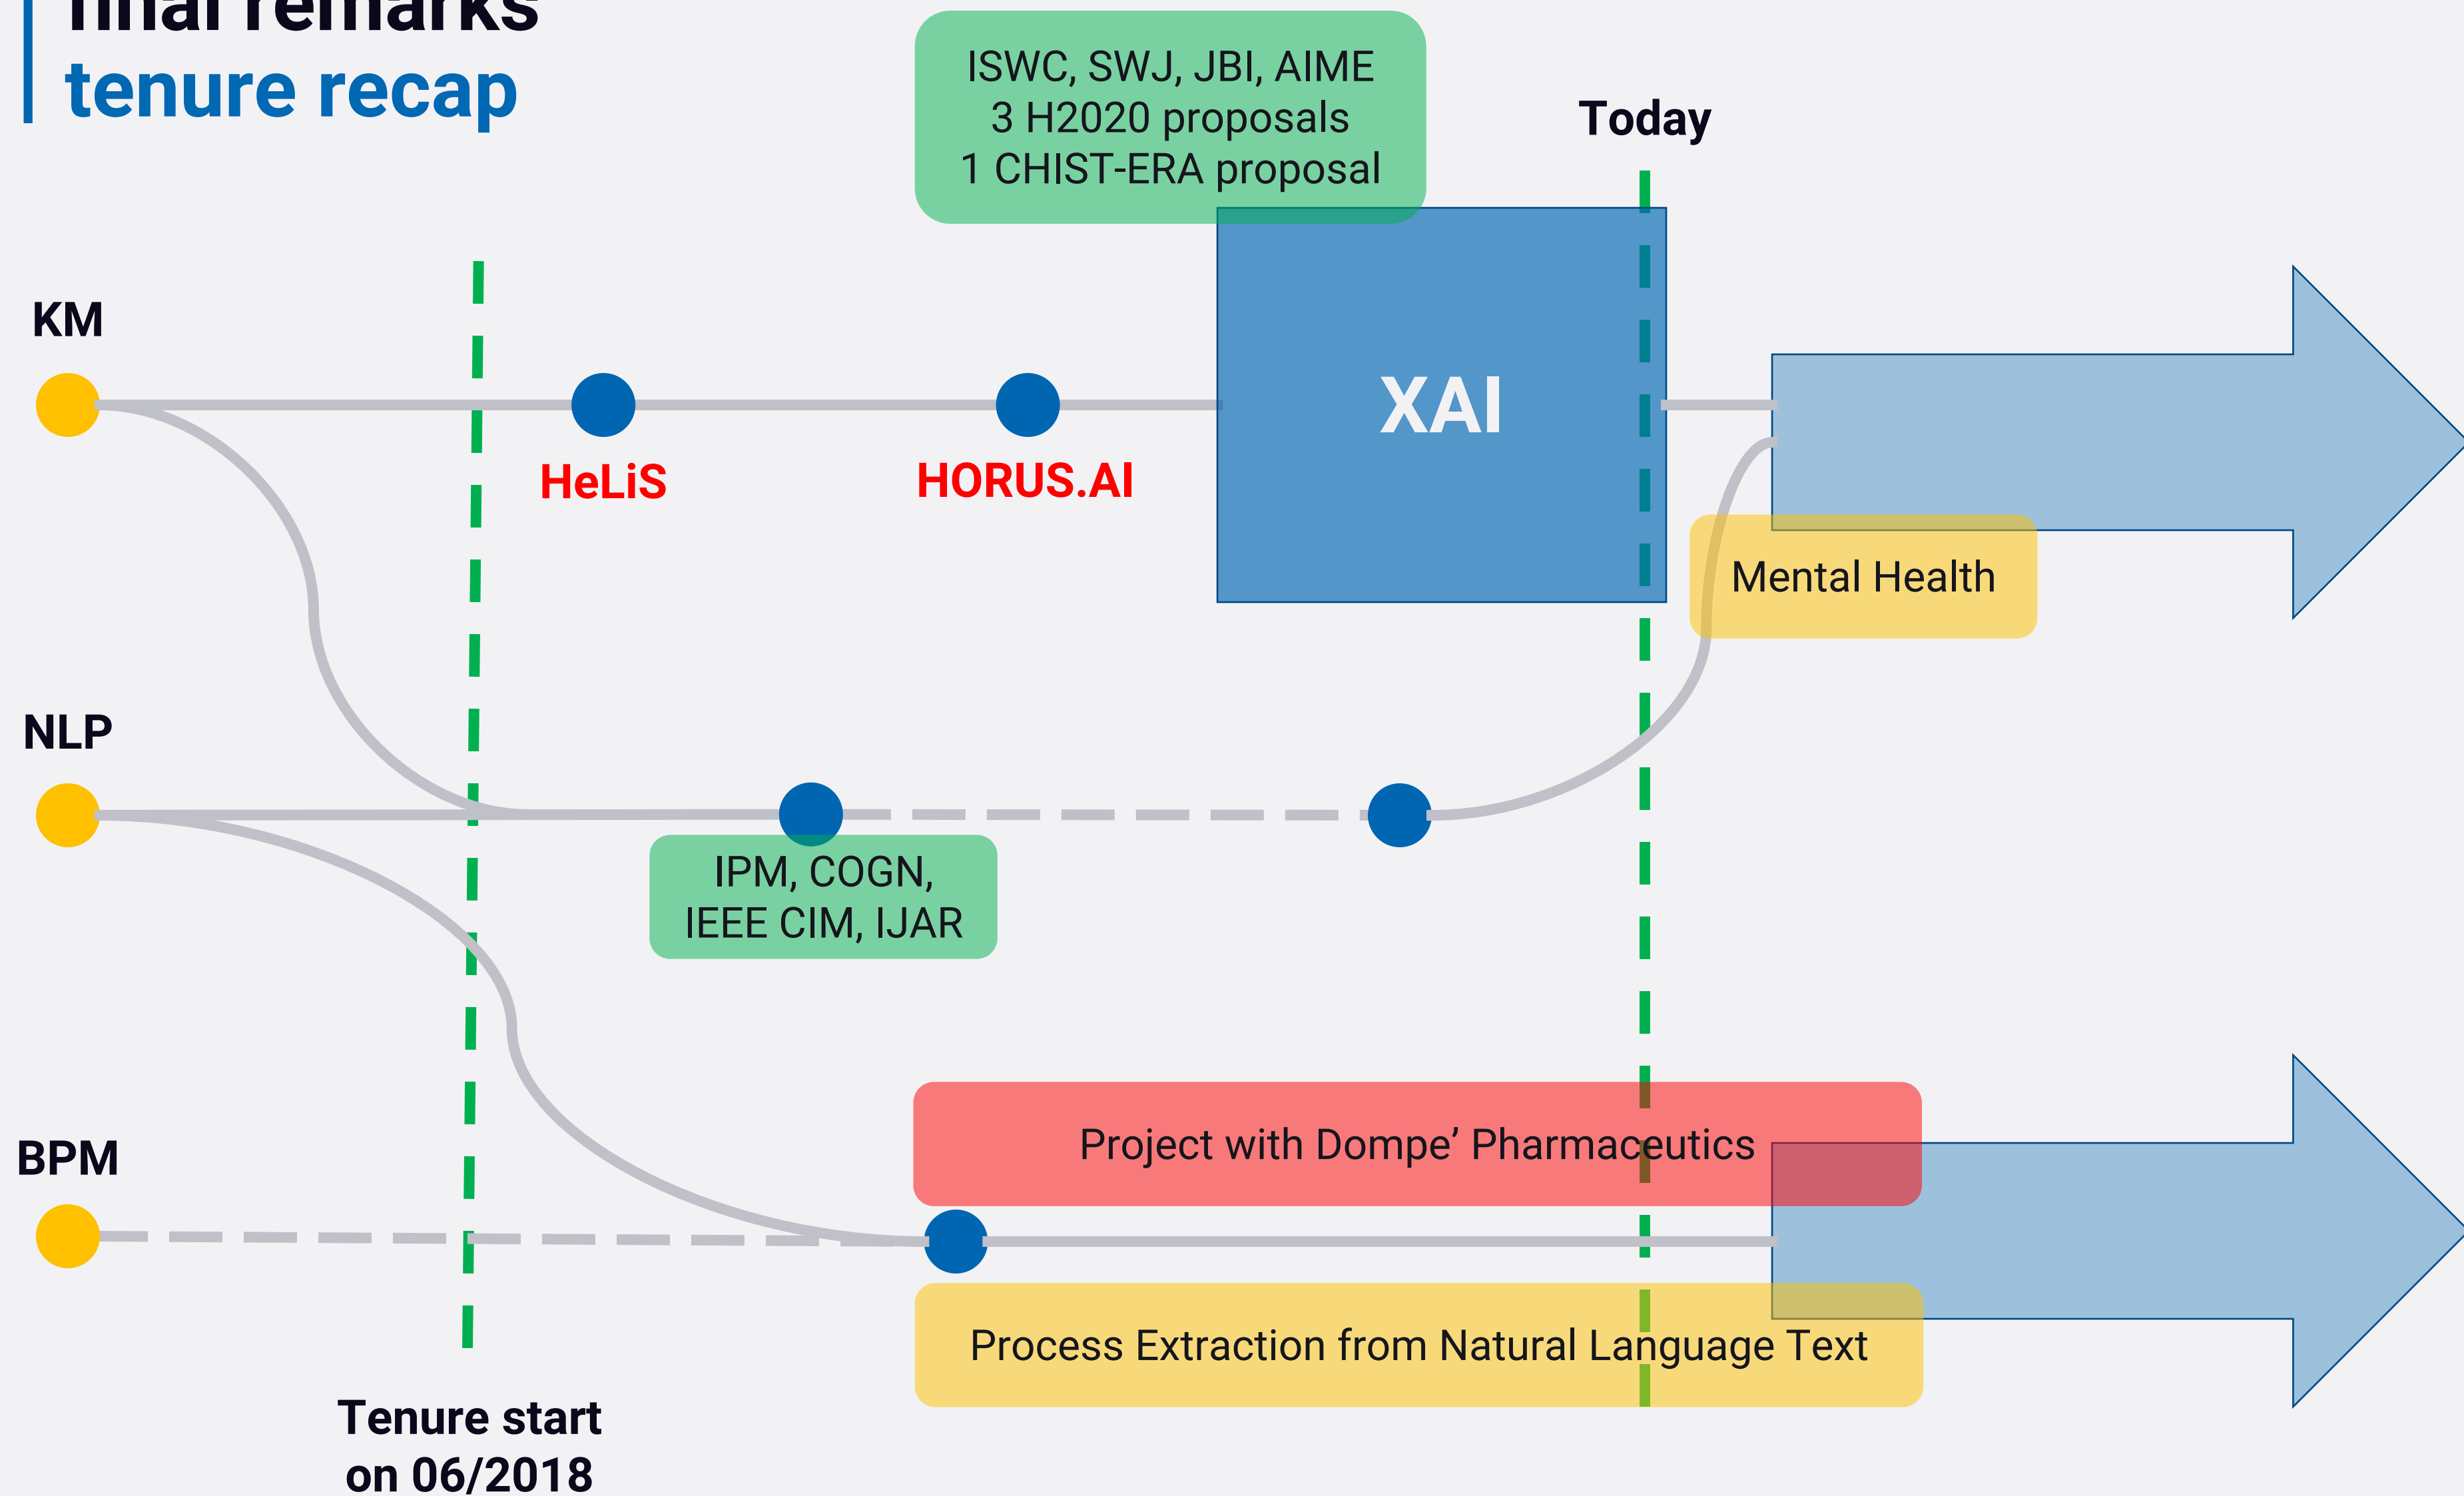 final remarks
tenure recap
ISWC, SWJ, JBI, AIME
3 H2020 proposals
1 CHIST-ERA proposal
Today
KM
XAI
HeLiS
HORUS.AI
Mental Health
NLP
IPM, COGN,
IEEE CIM, IJAR
Project with Dompe’ Pharmaceutics
BPM
Process Extraction from Natural Language Text
Tenure start
on 06/2018